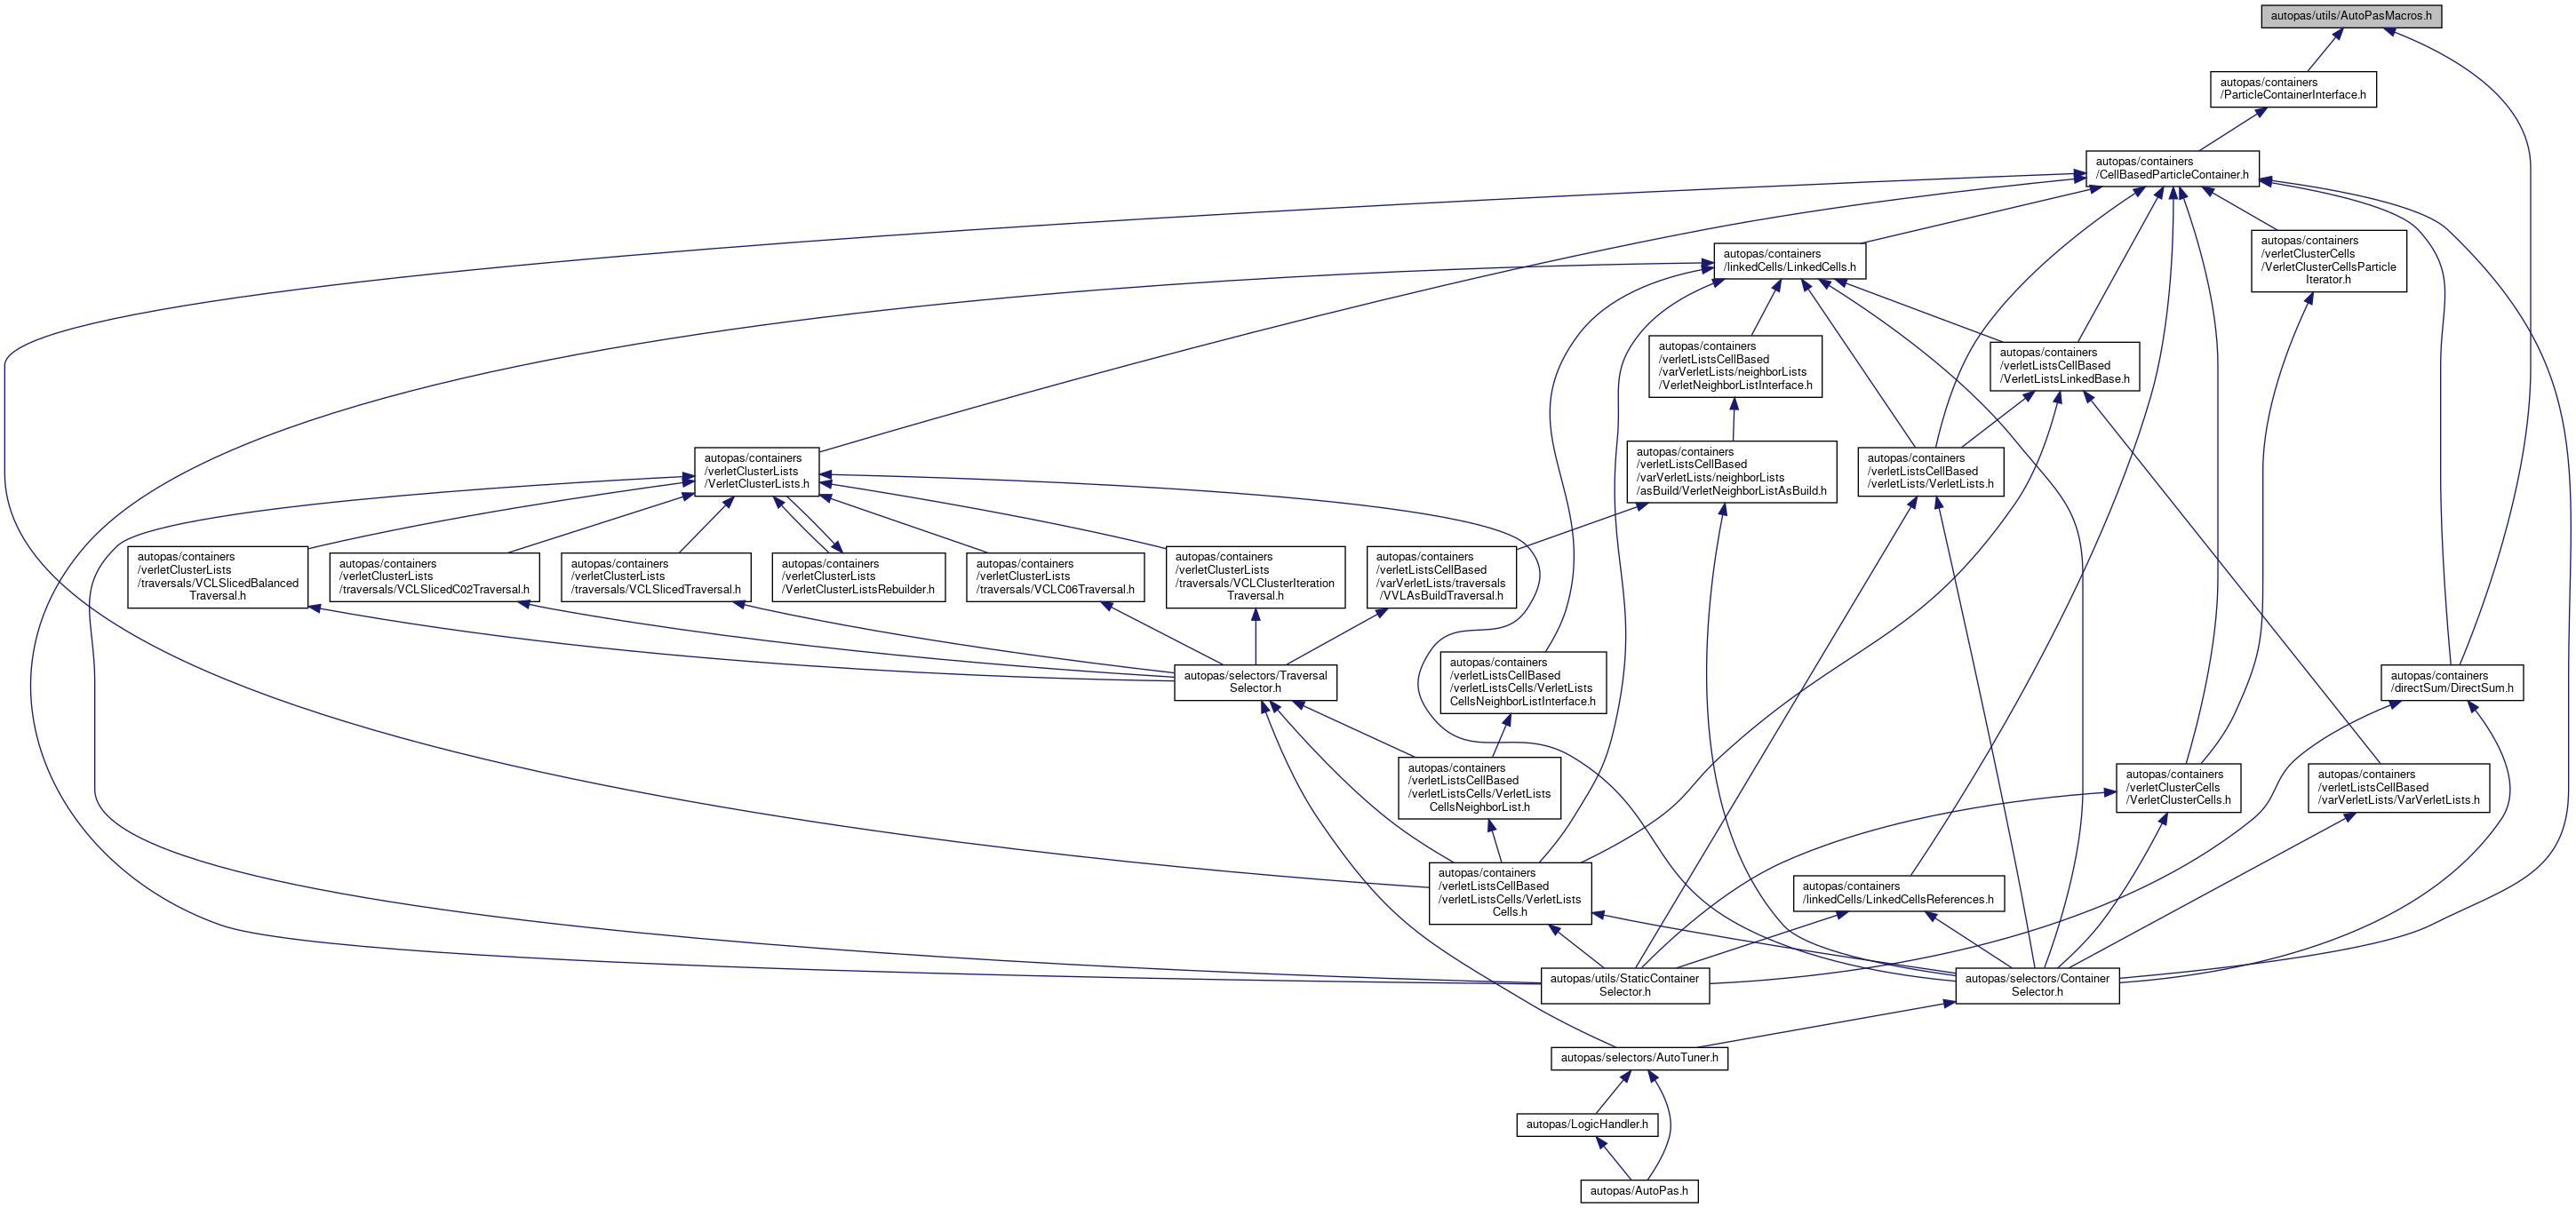 autopas/utils/AutoPasMacros.h
autopas/containers
/ParticleContainerInterface.h
autopas/containers
/CellBasedParticleContainer.h
autopas/containers
/linkedCells/LinkedCells.h
autopas/containers
/verletClusterCells
/VerletClusterCellsParticle
Iterator.h
autopas/containers
/verletListsCellBased
/varVerletLists/neighborLists
/VerletNeighborListInterface.h
autopas/containers
/verletListsCellBased
/VerletListsLinkedBase.h
autopas/containers
/verletClusterLists
/VerletClusterLists.h
autopas/containers
/verletListsCellBased
/varVerletLists/neighborLists
/asBuild/VerletNeighborListAsBuild.h
autopas/containers
/verletListsCellBased
/verletLists/VerletLists.h
autopas/containers
/verletClusterLists
/traversals/VCLSlicedBalanced
Traversal.h
autopas/containers
/verletClusterLists
/traversals/VCLSlicedC02Traversal.h
autopas/containers
/verletClusterLists
/traversals/VCLSlicedTraversal.h
autopas/containers
/verletClusterLists
/VerletClusterListsRebuilder.h
autopas/containers
/verletClusterLists
/traversals/VCLC06Traversal.h
autopas/containers
/verletClusterLists
/traversals/VCLClusterIteration
Traversal.h
autopas/containers
/verletListsCellBased
/varVerletLists/traversals
/VVLAsBuildTraversal.h
autopas/selectors/Traversal
Selector.h
autopas/containers
/verletListsCellBased
/verletListsCells/VerletLists
CellsNeighborListInterface.h
autopas/containers
/directSum/DirectSum.h
autopas/containers
/verletListsCellBased
/verletListsCells/VerletLists
CellsNeighborList.h
autopas/containers
/verletClusterCells
/VerletClusterCells.h
autopas/containers
/verletListsCellBased
/varVerletLists/VarVerletLists.h
autopas/containers
/verletListsCellBased
/verletListsCells/VerletLists
Cells.h
autopas/containers
/linkedCells/LinkedCellsReferences.h
autopas/utils/StaticContainer
Selector.h
autopas/selectors/Container
Selector.h
autopas/selectors/AutoTuner.h
autopas/LogicHandler.h
autopas/AutoPas.h